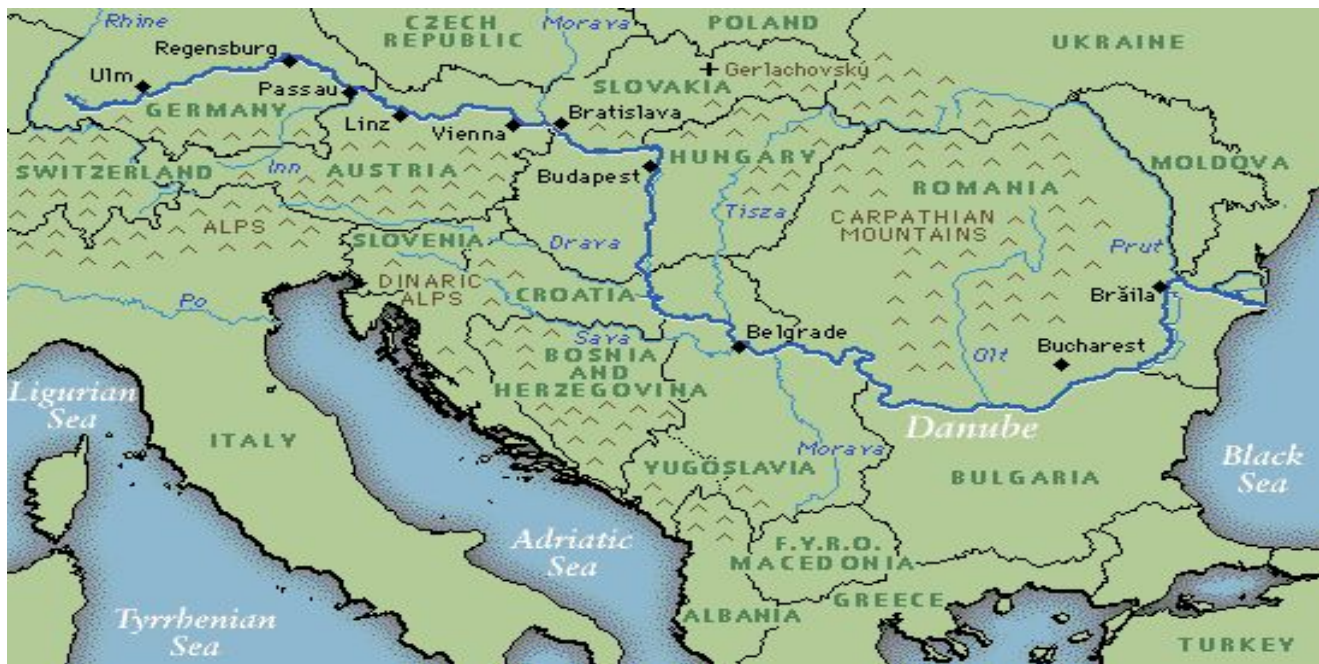 Rhine
CZECH
REPUBLIC
Morava
POLAND
UKRAINE
Regensburg
Ulm
Passau
GERMANY
Gerlachovský
SLOVAKIA
Linz
Vienna
Bratislava
SWITZERLAND
Inn
AUSTRIA
Budapest
HUNGARY
MOLDOVA
ROMANIA
ALPS
Tisza
CARPATHIAN
MOUNTAINS
SLOVENIA
Drava
Prut
DINARIC
ALPS
CROATIA
Po
Brăila
Sava
Belgrade
Bucharest
Olt
BOSNIA
AND
HERZEGOVINA
Ligurian
Sea
ITALY
Danube
Morava
YUGOSLAVIA
BULGARIA
Black
Sea
Adriatic
Sea
F.Y.R.O.
MACEDONIA
GREECE
ALBANIA
Tyrrhenian
Sea
TURKEY